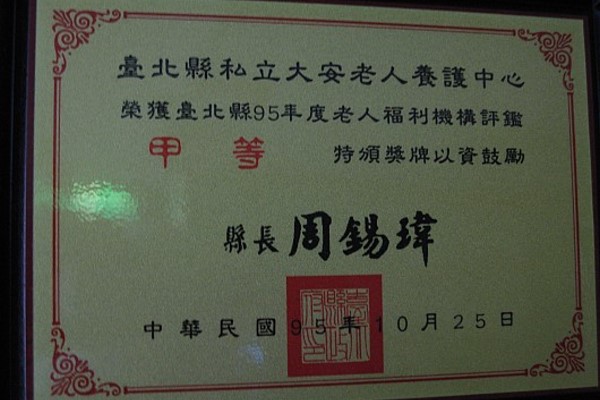 臺北縣私立大安老人養護中心
榮獲臺北縣95年度老人福利機構評鑑
甲等 特頒獎牌以資鼓勵
縣長 周錫瑋
中華民國95年10月25日